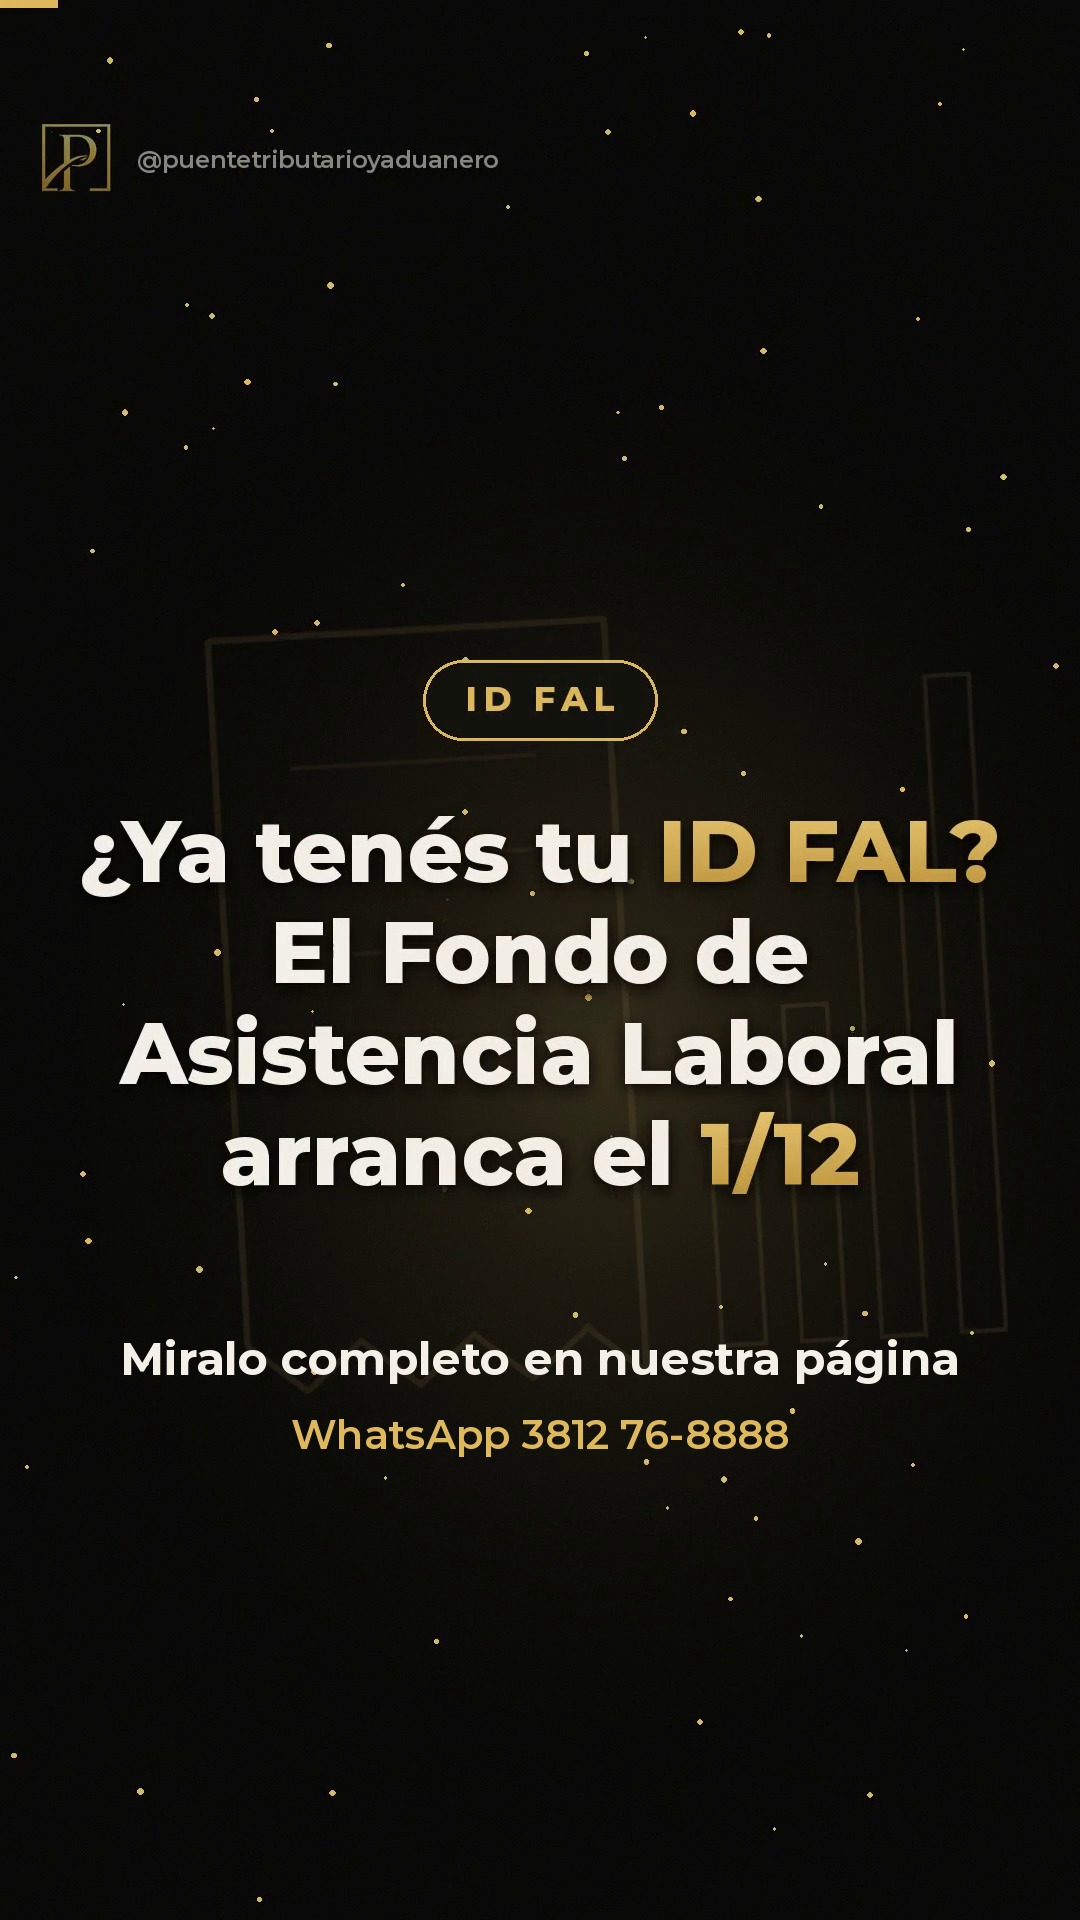 P
@puentetributarioyaduanero
ID FAL
¿Ya tenés tu ID FAL?
El Fondo de
Asistencia Laboral
arranca el 1/12
Miralo completo en nuestra página
WhatsApp 3812 76-8888